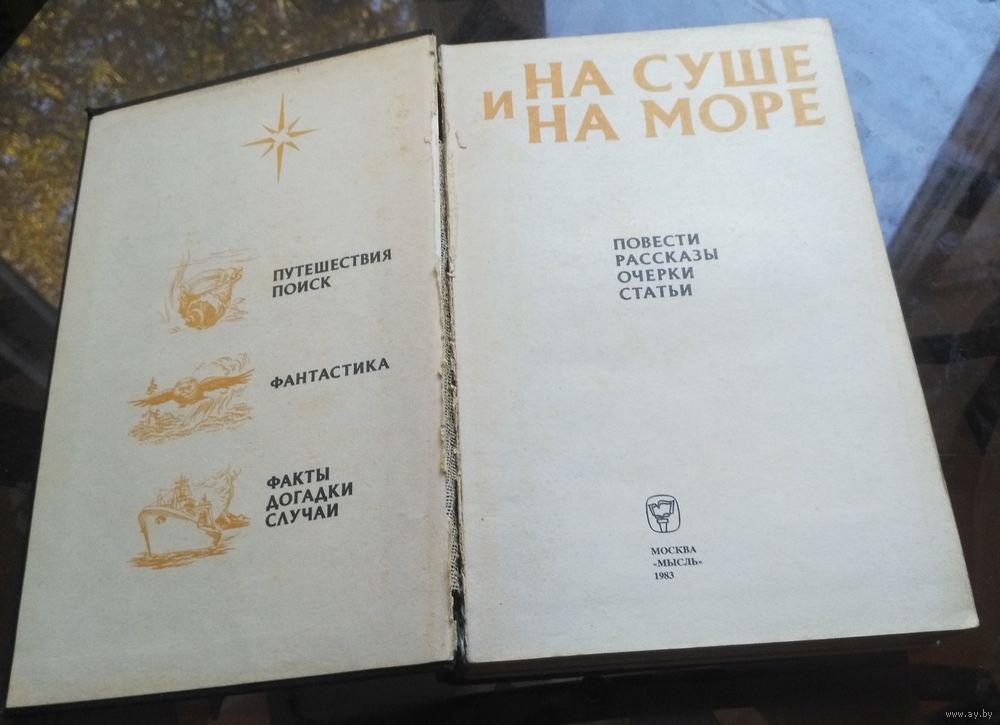 ПУТЕШЕСТВИЯ
ПОИСК
ФАНТАСТИКА
ФАКТЫ
ДОГАДКИ
СЛУЧАИ
НА СУШЕ
И НА МОРЕ
ПОВЕСТИ
РАССКАЗЫ
ОЧЕРКИ
СТАТЬИ
МОСКВА
«МЫСЛЬ»
1983
www.ay.by